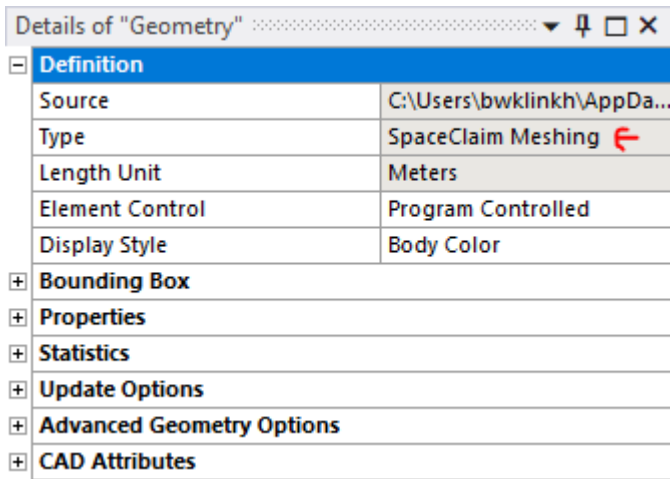 Details of "Geometry"
Definition
Source C:\Users\bwklinkh\AppDa...
Type SpaceClaim Meshing
Length Unit Meters
Element Control Program Controlled
Display Style Body Color
Bounding Box
Properties
Statistics
Update Options
Advanced Geometry Options
CAD Attributes